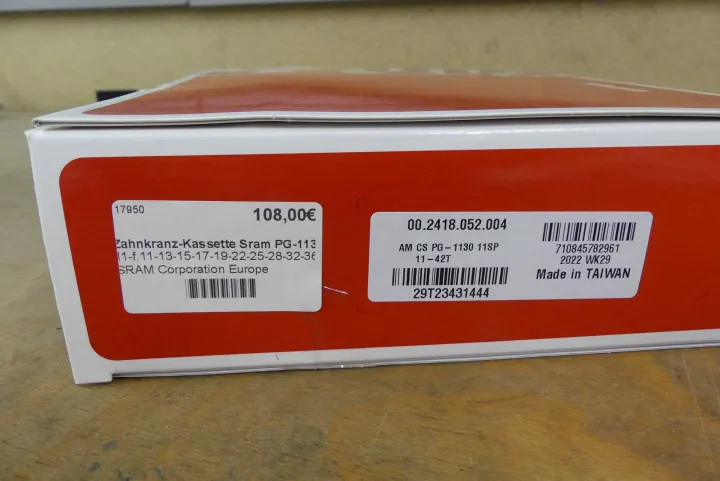 17950
108,00€
Zahnkranz-Kassette Sram PG-113
11-f.11-13-15-17-19-22-25-28-32-36
SRAM Corporation Europe
00.2418.052.004
AM CS PG-1130 11SP
11-42T
29T23431444
710845782961
2022 WK29
Made in TAIWAN